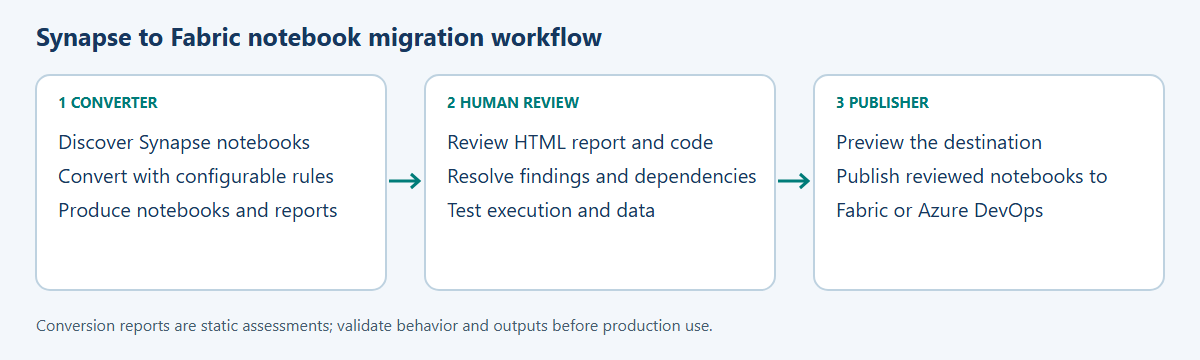 Synapse to Fabric notebook migration workflow
1 CONVERTER
Discover Synapse notebooks
Convert with configurable rules
Produce notebooks and reports
2 HUMAN REVIEW
Review HTML report and code
Resolve findings and dependencies
Test execution and data
3 PUBLISHER
Preview the destination
Publish reviewed notebooks to
Fabric or Azure DevOps
Conversion reports are static assessments; validate behavior and outputs before production use.